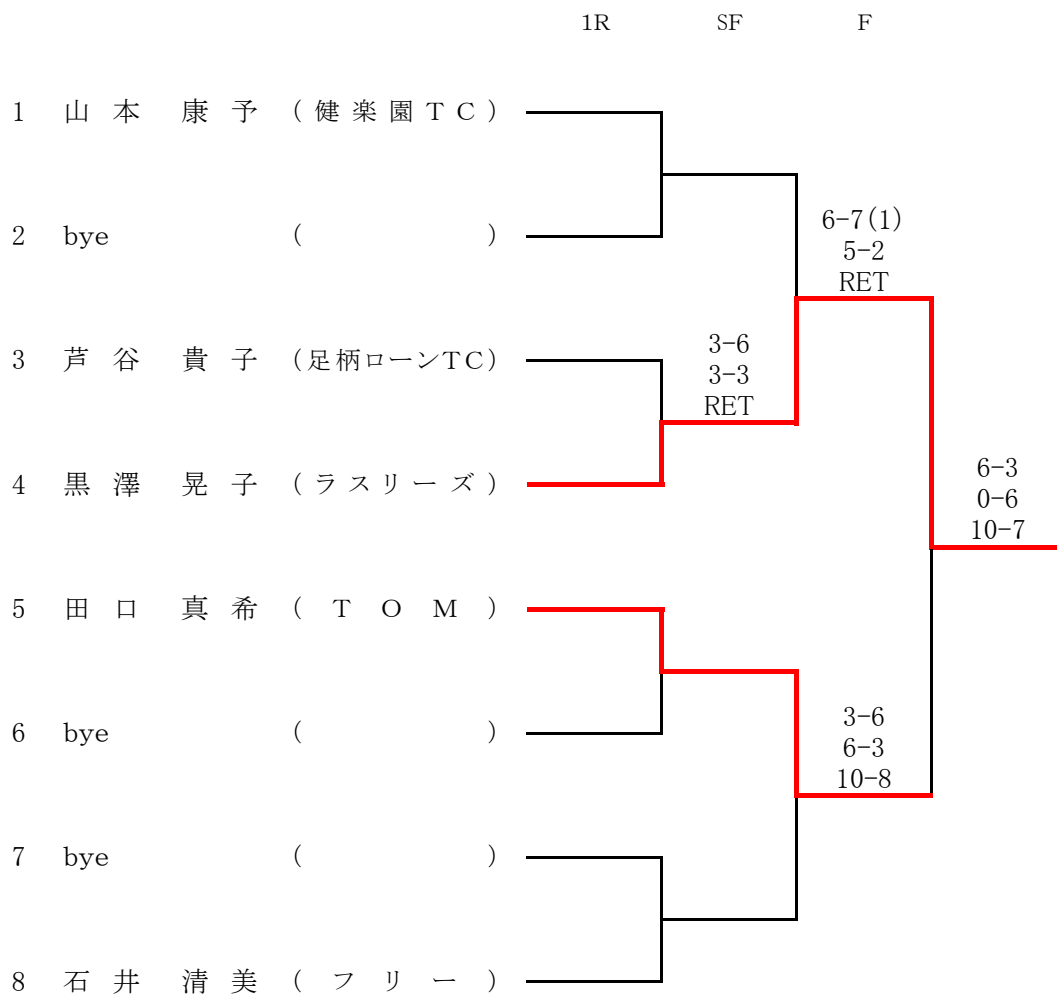 1R SF F
1 山本 康予 (健楽園TC)
2 bye ( )
6-7(1)
5-2
RET
3 芦谷 貴子 (足柄ローンTC)
3-6
3-3
RET
4 黒澤 晃子 (ラスリーズ)
6-3
0-6
10-7
5 田口 真希 (TOM)
6 bye ( )
3-6
6-3
10-8
7 bye ( )
8 石井 清美 (フリー)